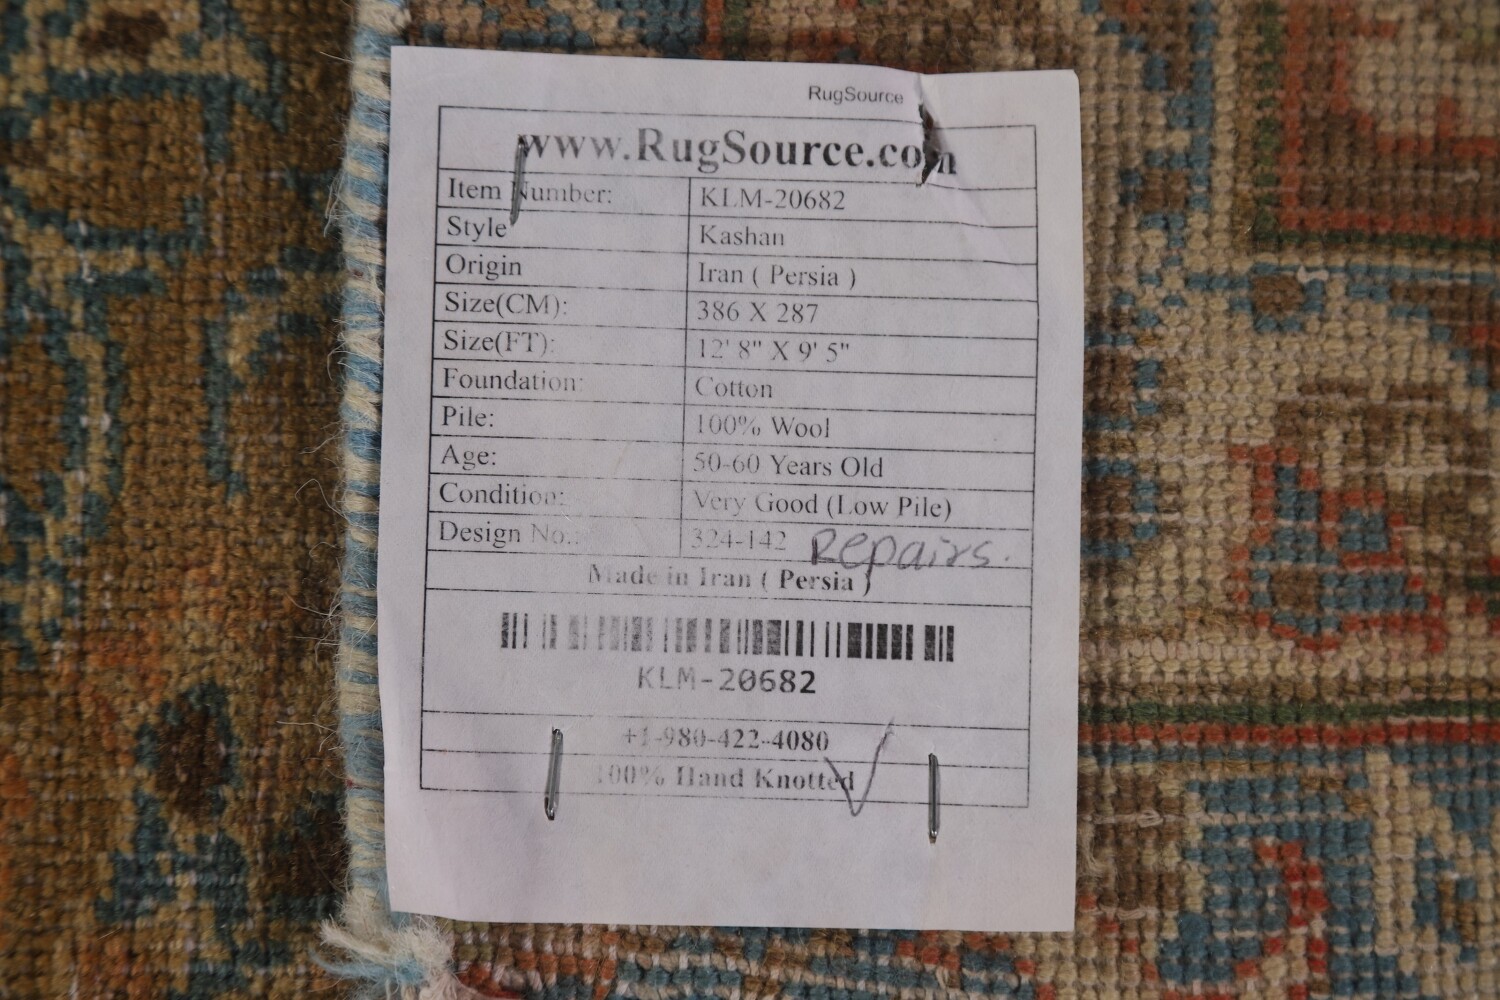 RugSource
www.RugSource.com
Item Number: KLM-20682
Style Kashan
Origin Iran ( Persia )
Size(CM): 386 X 287
Size(FT): 12' 8" X 9' 5"
Foundation: Cotton
Pile: 100% Wool
Age: 50-60 Years Old
Condition: Very Good (Low Pile)
Design No.: 324-142 Repairs.
Made in Iran ( Persia )
KLM-20682
+1-980-422-4080
100% Hand Knotted